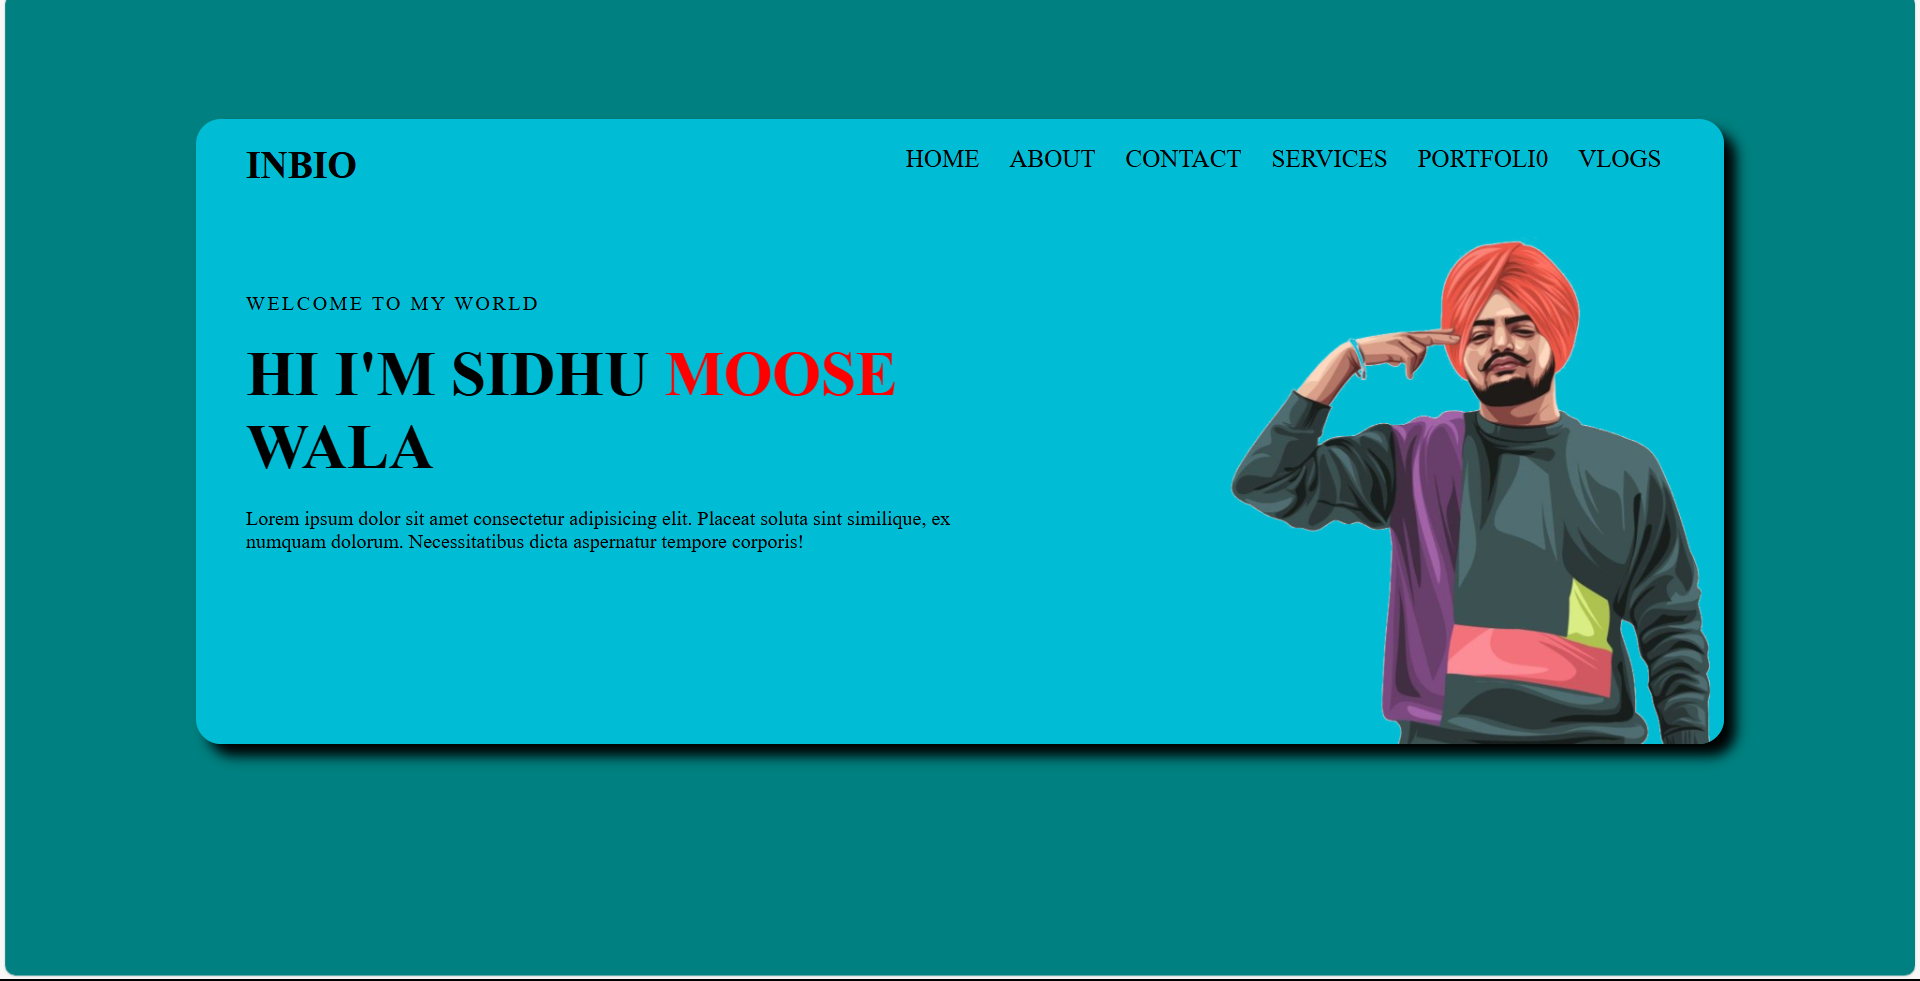 INBIO
HOME ABOUT CONTACT SERVICES PORTFOLI0 VLOGS
WELCOME TO MY WORLD
HI I'M SIDHU MOOSE
WALA
Lorem ipsum dolor sit amet consectetur adipisicing elit. Placeat soluta sint similique, ex
numquam dolorum. Necessitatibus dicta aspernatur tempore corporis!